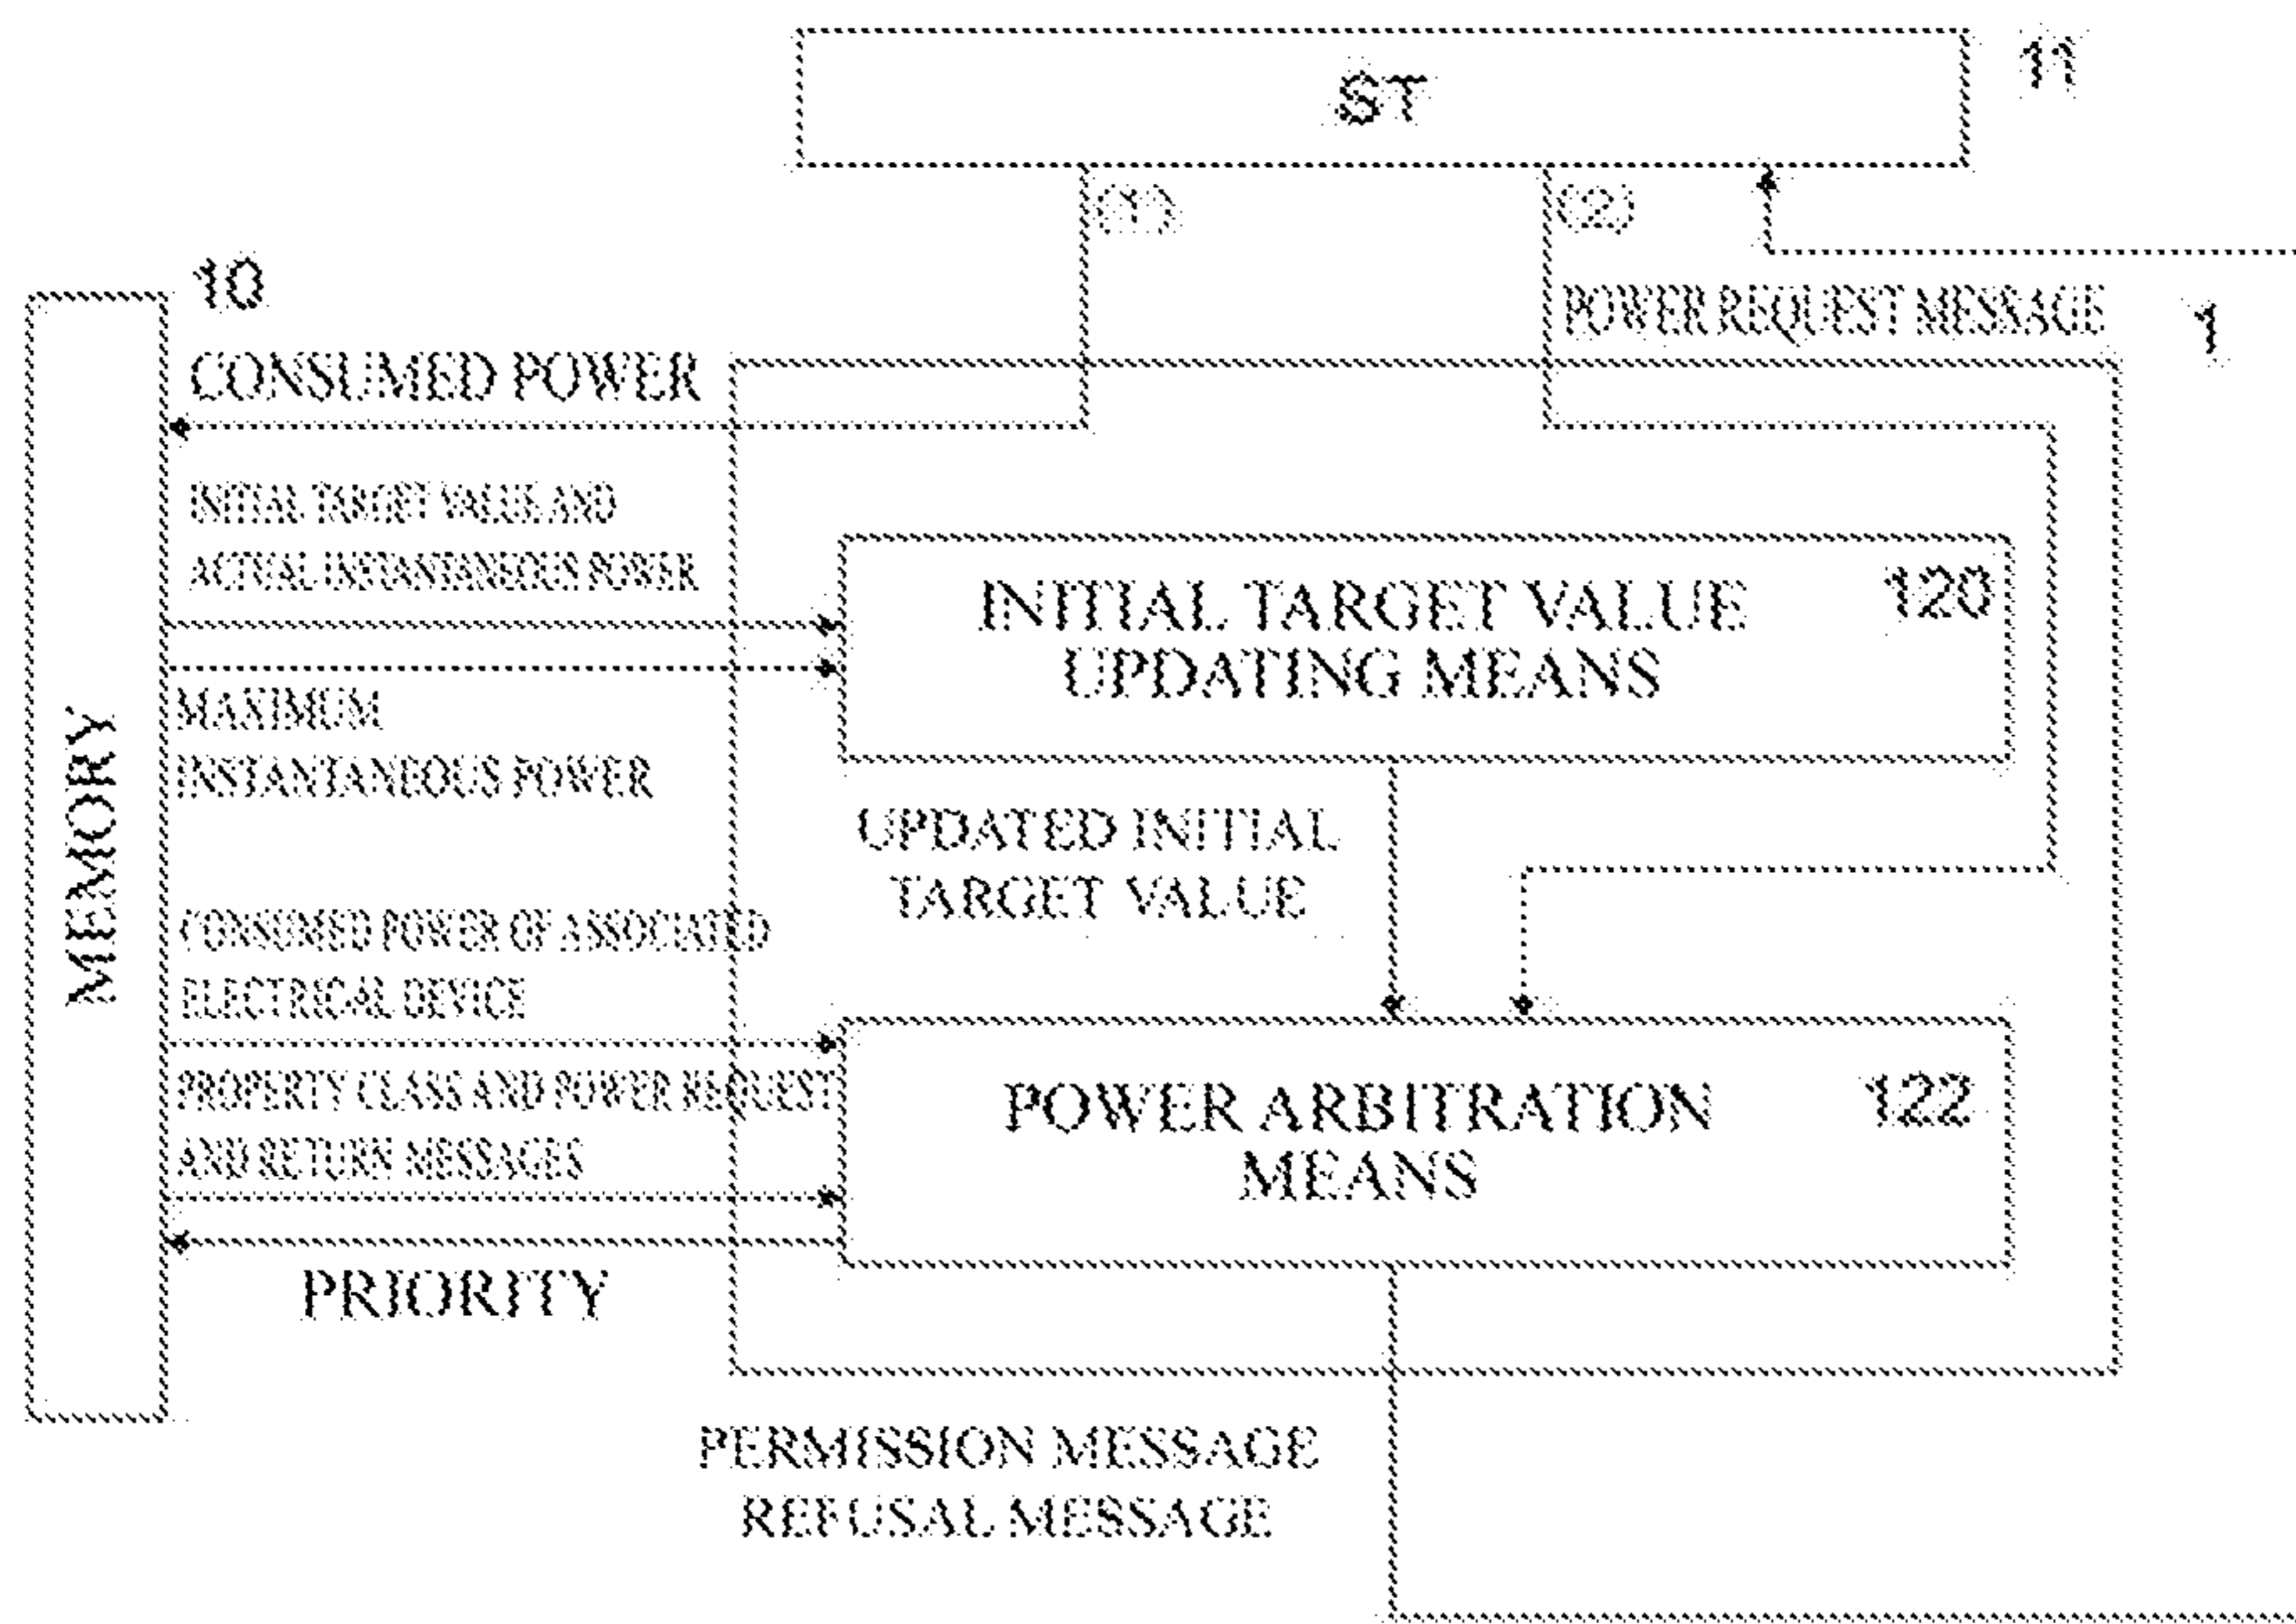 ST
11
(1)
(2)
10
POWER REQUEST MESSAGE
1
CONSUMED POWER
INITIAL TARGET VALUE AND
ACTUAL INSTANTANEOUS POWER
INITIAL TARGET VALUE
UPDATING MEANS
120
MAXIMUM
INSTANTANEOUS POWER
MEMORY
UPDATED INITIAL
TARGET VALUE
CONSUMED POWER OF ASSOCIATED
ELECTRICAL DEVICE
PROPERTY CLASS AND POWER REQUEST
AND RETURN MESSAGES
POWER ARBITRATION
MEANS
122
PRIORITY
PERMISSION MESSAGE
REFUSAL MESSAGE